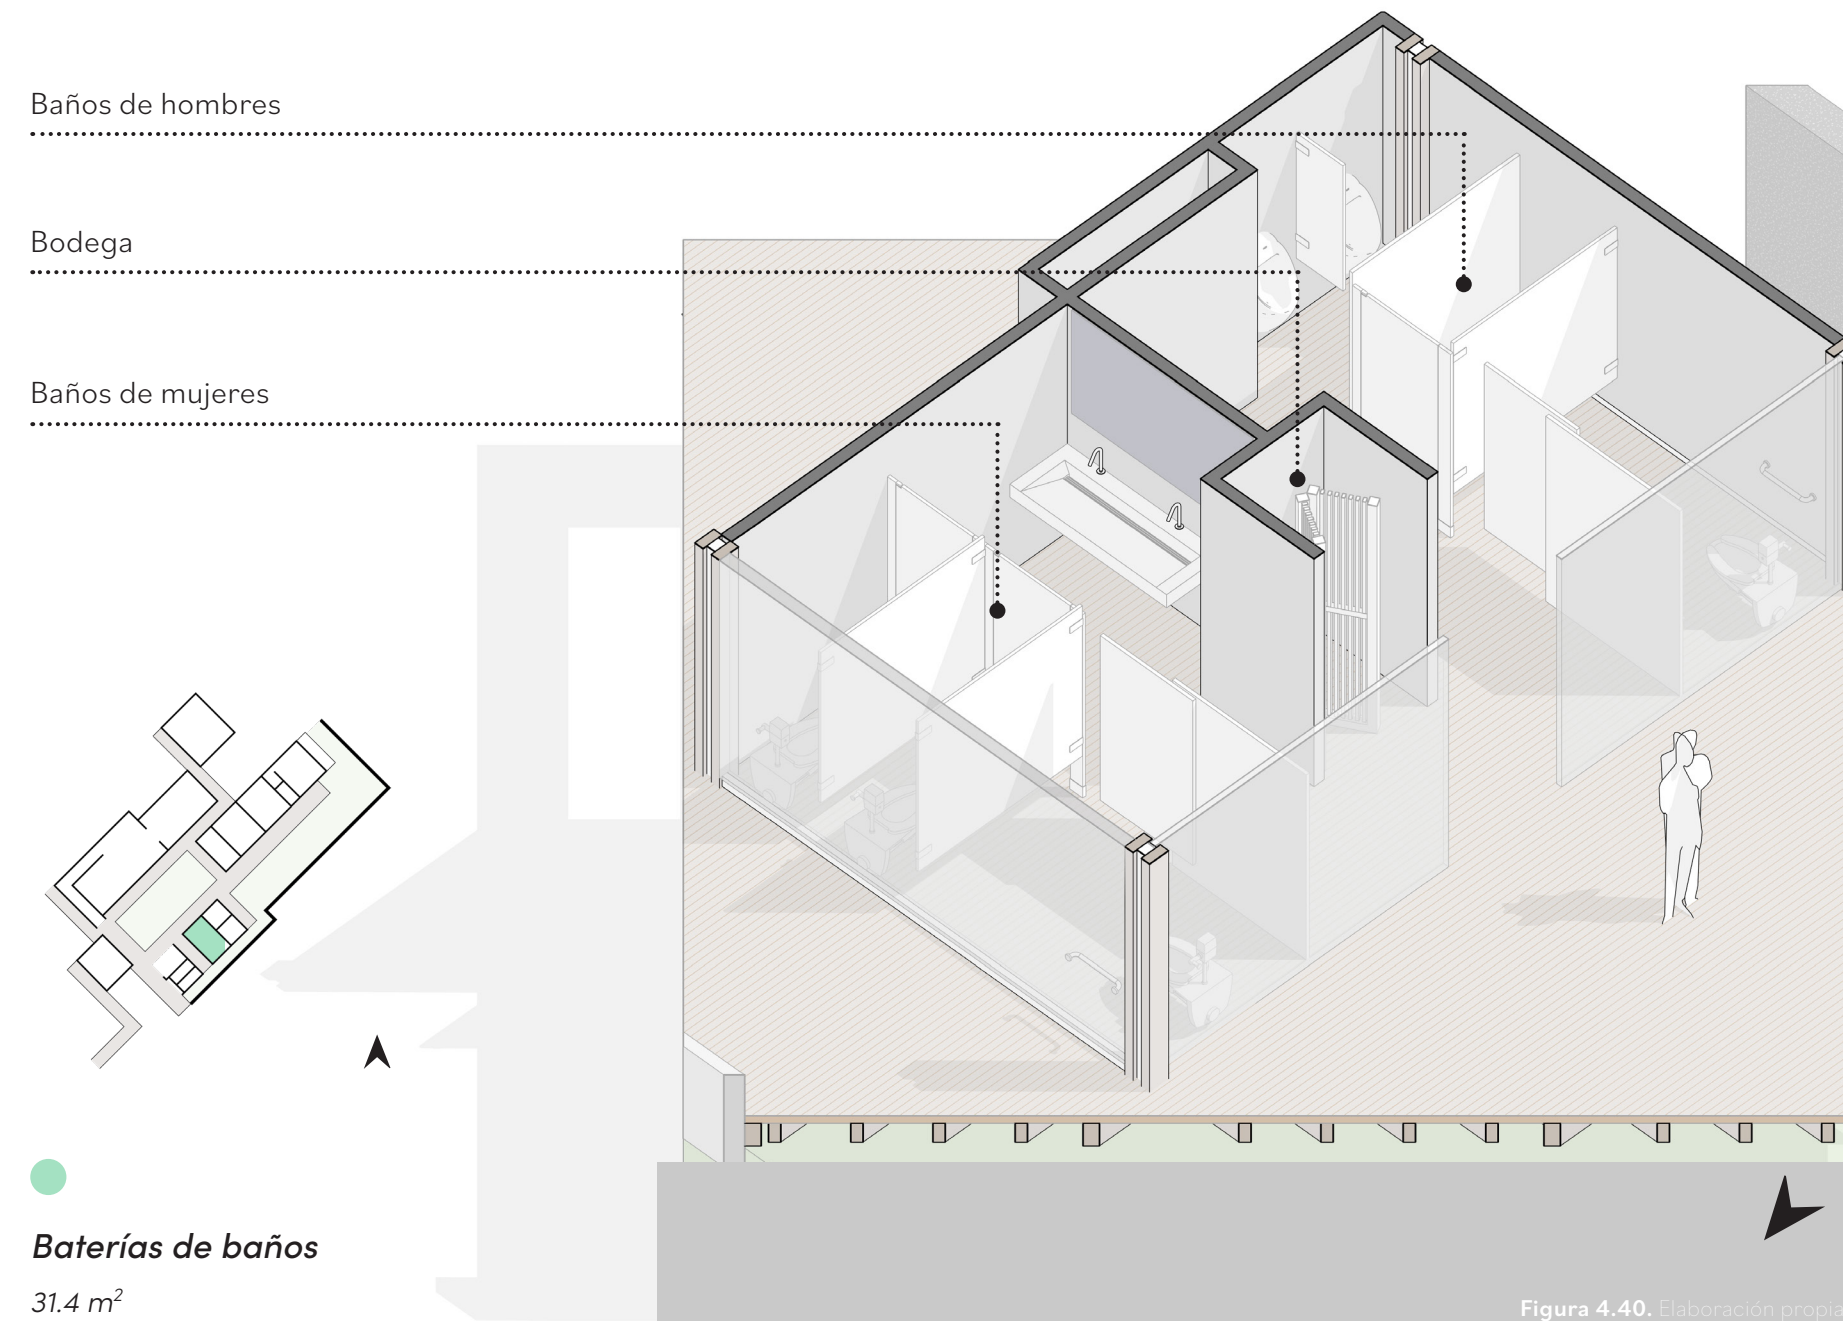 Baños de hombres
Bodega
Baños de mujeres
Baterías de baños
31.4 m²
Figura 4.40. Elaboración propia